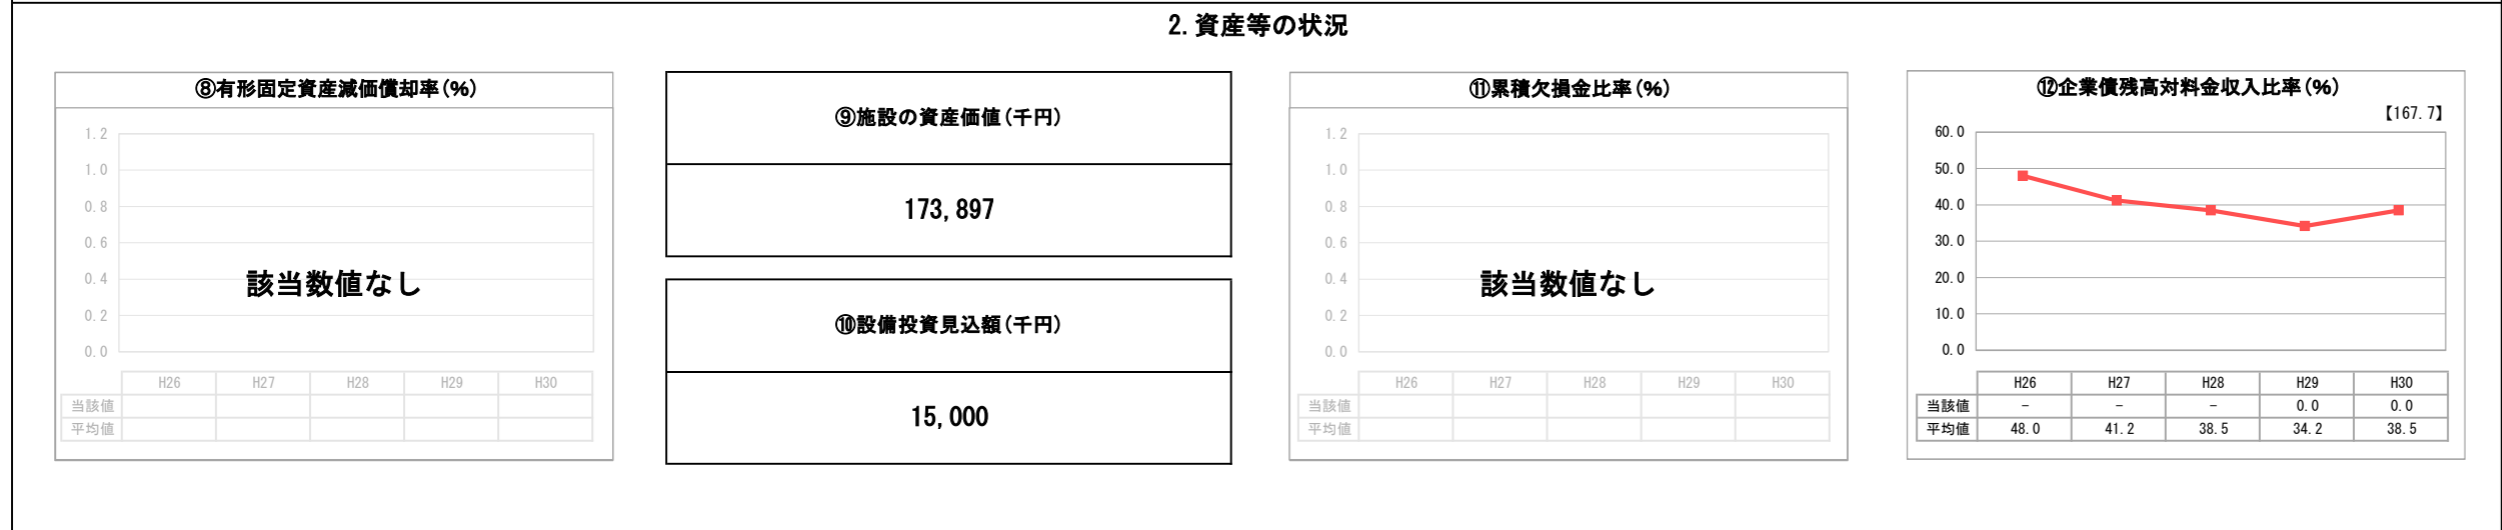 2.資産等の状況
⑧有形固定資産減価償却率(%)
1.2
1.0
0.8
0.6
0.4
0.2
0.0
該当数値なし
H26 H27 H28 H29 H30
当該値
平均値
⑨施設の資産価値(千円)
173,897
⑩設備投資見込額(千円)
15,000
⑪累積欠損金比率(%)
1.2
1.0
0.8
0.6
0.4
0.2
0.0
該当数値なし
H26 H27 H28 H29 H30
当該値
平均値
⑫企業債残高対料金収入比率(%)
【167.7】
60.0
50.0
40.0
30.0
20.0
10.0
0.0
H26 H27 H28 H29 H30
当該値 - - - 0.0 0.0
平均値 48.0 41.2 38.5 34.2 38.5